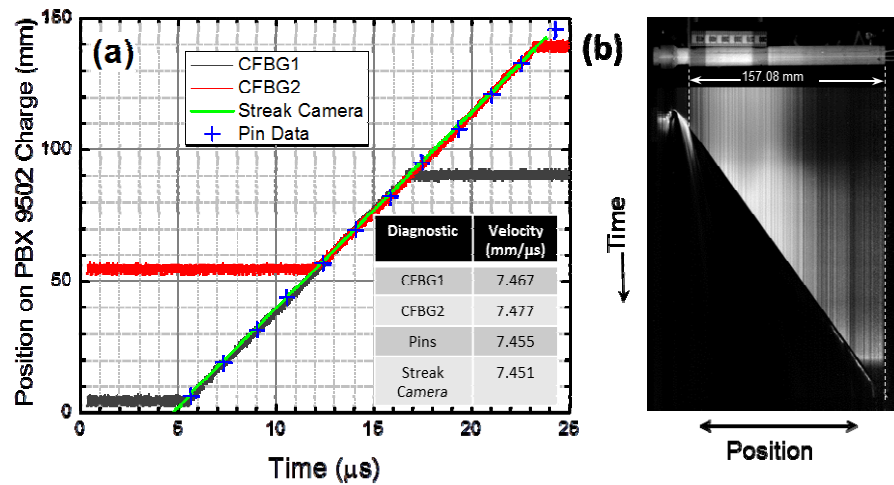 (a)
CFBG1
CFBG2
Streak Camera
Pin Data
Position on PBX 9502 Charge (mm)
150
100
50
0
0 5 10 15 20 25
Time (μs)
Diagnostic Velocity (mm/μs)
CFBG1 7.467
CFBG2 7.477
Pins 7.455
Streak Camera 7.451
(b)
157.08 mm
Time
Position